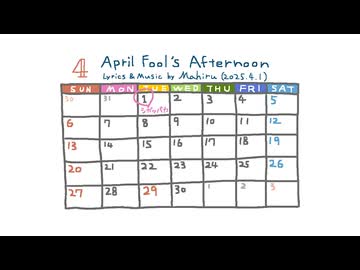 4 April Fool's Afternoon
Lyrics & Music by Mahiru (2025.4.1)
SUN MON TUE WED THU FRI SAT
30 31 1 2 3 4 5
6 7 8 9 10 11 12
13 14 15 16 17 18 19
20 21 22 23 24 25 26
27 28 29 30 1 2 3